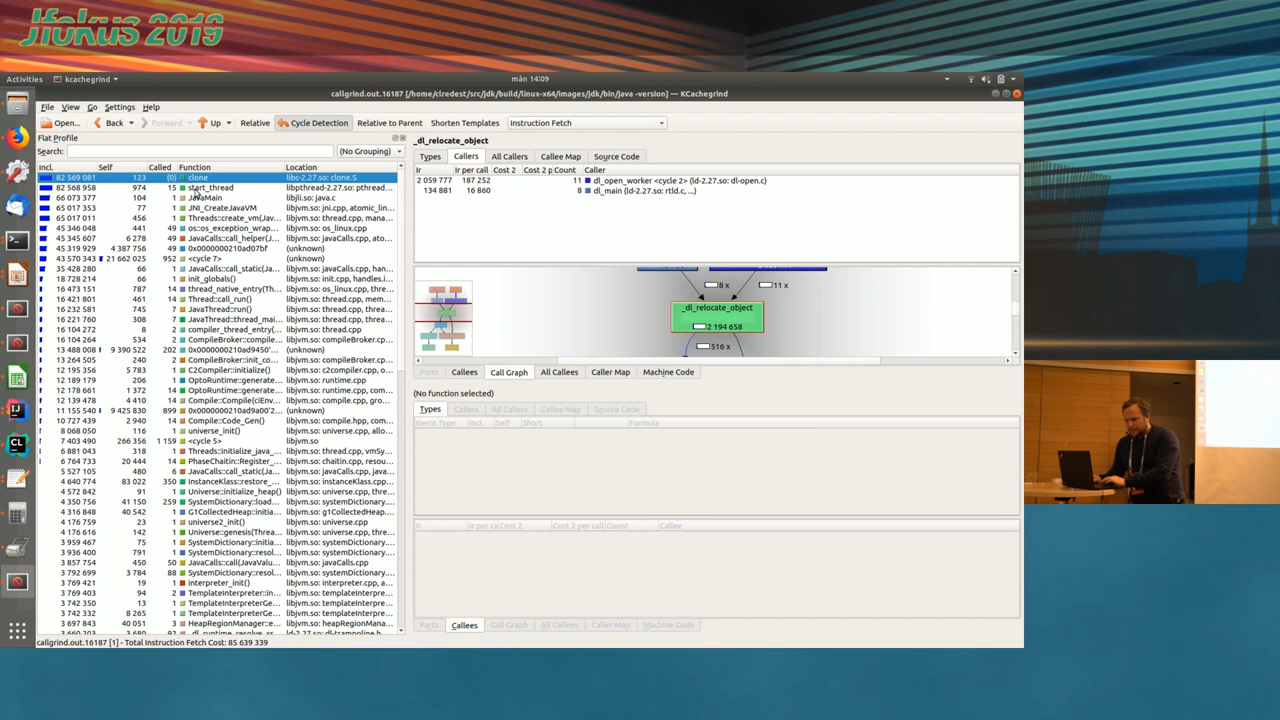 Jfokus 2019
Activities kcachegrind mån 14:09
callgrind.out.16187 [/home/clredest/src/jdk/build/linux-x64/images/jdk/bin/java -version] — KCachegrind
File View Go Settings Help
Open... Back Forward Up Relative Cycle Detection Relative to Parent Shorten Templates Instruction Fetch
Flat Profile
Search: (No Grouping)
Incl. Self Called Function Location
82 569 081 123 (0) clone libc-2.27.so: clone.S
82 568 958 974 15 start_thread libpthread-2.27.so: pthread...
66 073 377 104 1 JavaMain libjli.so: java.c
65 017 353 77 1 JNI_CreateJavaVM libjvm.so: jni.cpp, atomic_lin...
65 017 011 456 1 Threads::create_vm(Jav... libjvm.so: thread.cpp, mana...
45 346 048 441 49 os::os_exception_wrap... libjvm.so: os_linux.cpp
45 345 607 6 278 49 JavaCalls::call_helper(J... libjvm.so: javaCalls.cpp, ato...
45 319 929 4 387 756 49 0x0000000210ad07bf (unknown)
43 570 343 21 662 025 952 <cycle 7> (unknown)
35 428 280 66 1 JavaCalls::call_static(Ja... libjvm.so: javaCalls.cpp, han...
18 728 214 66 1 init_globals() libjvm.so: init.cpp, handles.i...
16 476 531 167 14 thread_native_entry(Th... libjvm.so: os_linux.cpp, thre...
16 421 801 461 14 Thread::call_run() libjvm.so: thread.cpp, mem...
16 232 581 745 7 JavaThread::run() libjvm.so: thread.cpp, Barri...
16 221 760 308 7 JavaThread::thread_mai... libjvm.so: thread.cpp, hand...
16 104 272 8 2 compiler_thread_entry(... libjvm.so: thread.cpp
16 104 264 534 2 CompileBroker::compile... libjvm.so: compileBroker.cp...
13 488 008 9 390 522 202 0x0000000210ad9450'... (unknown)
13 264 505 240 2 CompileBroker::init_co... libjvm.so: compileBroker.cp...
12 195 356 5 783 1 C2Compiler::initialize() libjvm.so: c2compiler.cpp, t...
12 189 179 206 1 OptoRuntime::generate... libjvm.so: runtime.cpp
12 178 661 1 372 14 OptoRuntime::generate... libjvm.so: runtime.cpp, com...
12 139 478 4 410 14 Compile::Compile(ciEnv... libjvm.so: compile.cpp, grow...
11 155 540 9 425 830 899 0x0000000210ad9a00'2... (unknown)
10 727 439 2 940 14 Compile::Code_Gen() libjvm.so: compile.hpp, com...
8 068 050 116 1 universe_init() libjvm.so: universe.cpp, allo...
7 403 490 266 356 1 159 <cycle 5> libjvm.so
6 881 043 318 1 Threads::initialize_java_... libjvm.so: thread.cpp, vmSy...
6 764 733 20 444 14 PhaseChaitin::Register_... libjvm.so: chaitin.cpp, resou...
5 527 105 480 6 JavaCalls::call_static(Ja... libjvm.so: javaCalls.cpp, han...
4 640 774 83 022 350 InstanceKlass::restore_... libjvm.so: instanceKlass.cpp...
4 572 842 91 1 Universe::initialize_heap() libjvm.so: universe.cpp, gcC...
4 350 756 41 150 259 SystemDictionary::load... libjvm.so: systemDictionary...
4 316 848 40 542 1 G1CollectedHeap::initi... libjvm.so: g1CollectedHeap...
4 176 759 23 1 universe2_init() libjvm.so: universe.cpp
4 176 616 142 1 Universe::genesis(Threa... libjvm.so: universe.cpp, mu...
3 959 467 75 1 SystemDictionary::initi... libjvm.so: systemDictionary...
3 936 400 791 1 SystemDictionary::resol... libjvm.so: systemDictionary...
3 857 754 450 50 JavaCalls::call(JavaValu... libjvm.so: javaCalls.cpp, han...
3 792 699 3 784 88 SystemDictionary::resol... libjvm.so: systemDictionary...
3 769 421 19 1 interpreter_init() libjvm.so: interpreter.cpp, ...
3 769 403 94 2 TemplateInterpreter::in... libjvm.so: templateInterpre...
3 742 350 13 1 TemplateInterpreterGe... libjvm.so: templateInterpre...
3 742 332 8 265 1 TemplateInterpreterGe... libjvm.so: templateInterpre...
3 697 843 40 051 3 HeapRegionManager::e... libjvm.so: heapRegionMana...
callgrind.out.16187 [1] - Total Instruction Fetch Cost: 85 639 339
_dl_relocate_object
Types Callers All Callers Callee Map Source Code
Ir Ir per call Cost 2 Cost 2 p Count Caller
2 059 777 187 252 11 dl_open_worker <cycle 2> (ld-2.27.so: dl-open.c)
134 881 16 860 8 dl_main (ld-2.27.so: rtld.c, ...)
8 x 11 x
_dl_relocate_object
2 194 658
516 x
Parts Callees Call Graph All Callees Caller Map Machine Code
(No function selected)
Types Callers All Callers Callee Map Source Code
Event Type Incl. Self Short Formula
Ir Ir per ca Cost 2 Cost 2 per call Count Callee
Parts Callees Call Graph All Callees Caller Map Machine Code